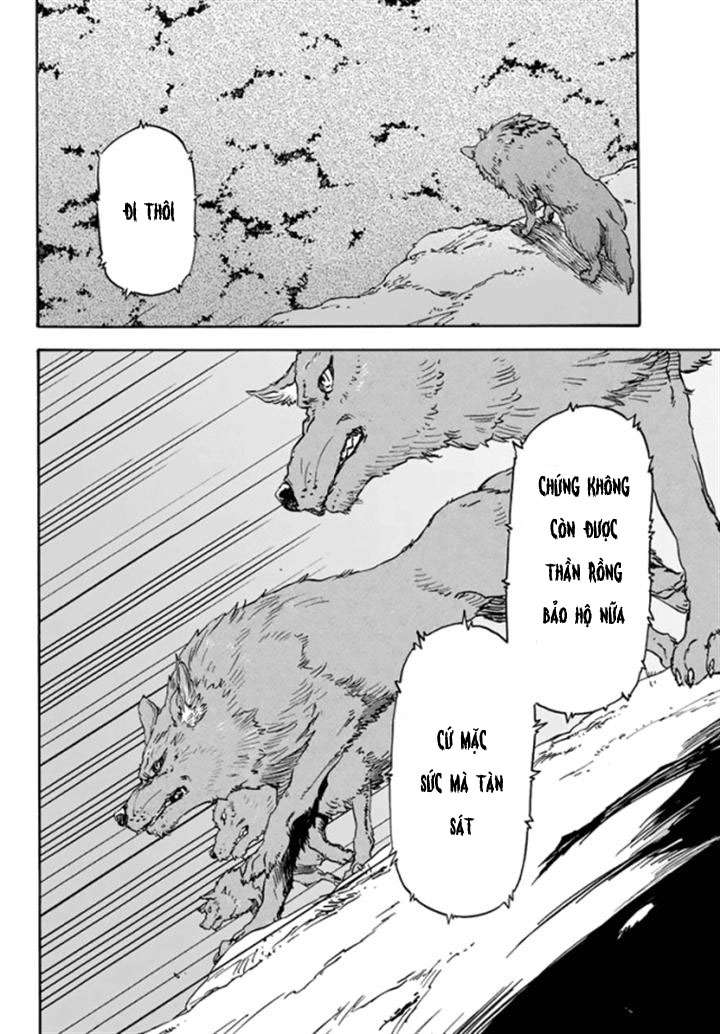 ĐI THÔI
CHÚNG KHÔNG
CÒN ĐƯỢC
THẦN RỒNG
BẢO HỘ NỮA
CỨ MẶC
SỨC MÀ TÀN
SÁT